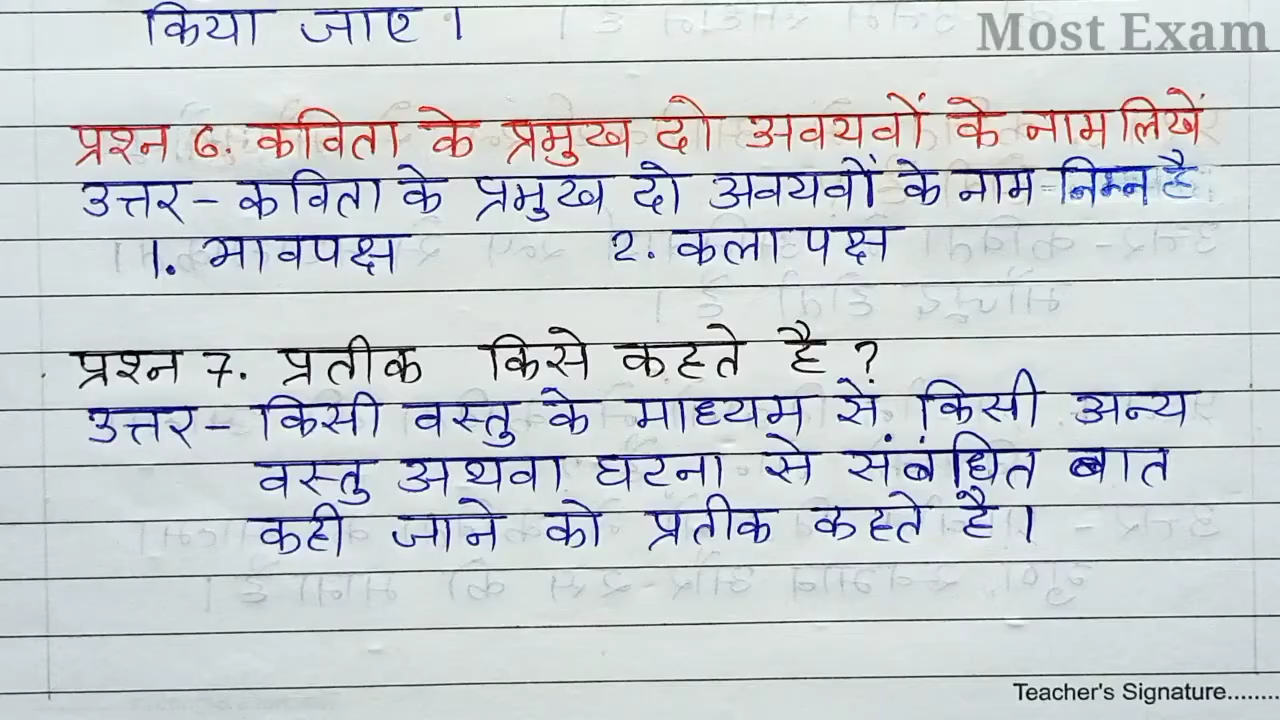 किया जाए।
Most Exam
प्रश्न 6. कविता के प्रमुख दो अवयवों के नाम लिखें
उत्तर - कविता के प्रमुख दो अवयवों के नाम निम्न है
1. भावपक्ष 2. कलापक्ष
प्रश्न 7. प्रतीक किसे कहते है ?
उत्तर - किसी वस्तु के माध्यम सें किसी अन्य
वस्तु अथवा घटना से संबंधित बात
कही जाने को प्रतीक कहते है।
Teacher's Signature........